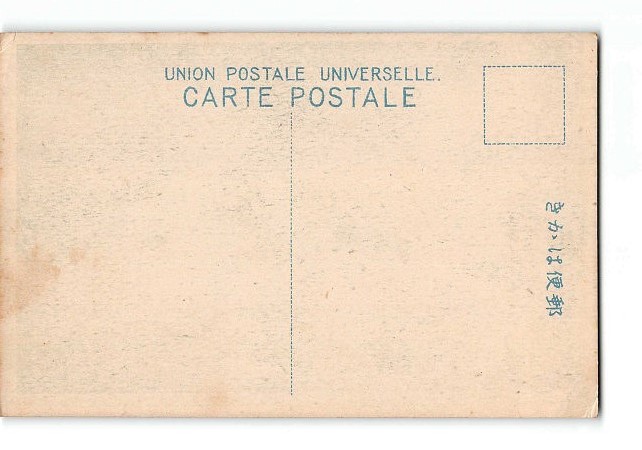 UNION POSTALE UNIVERSELLE.
CARTE POSTALE
きかは便郵